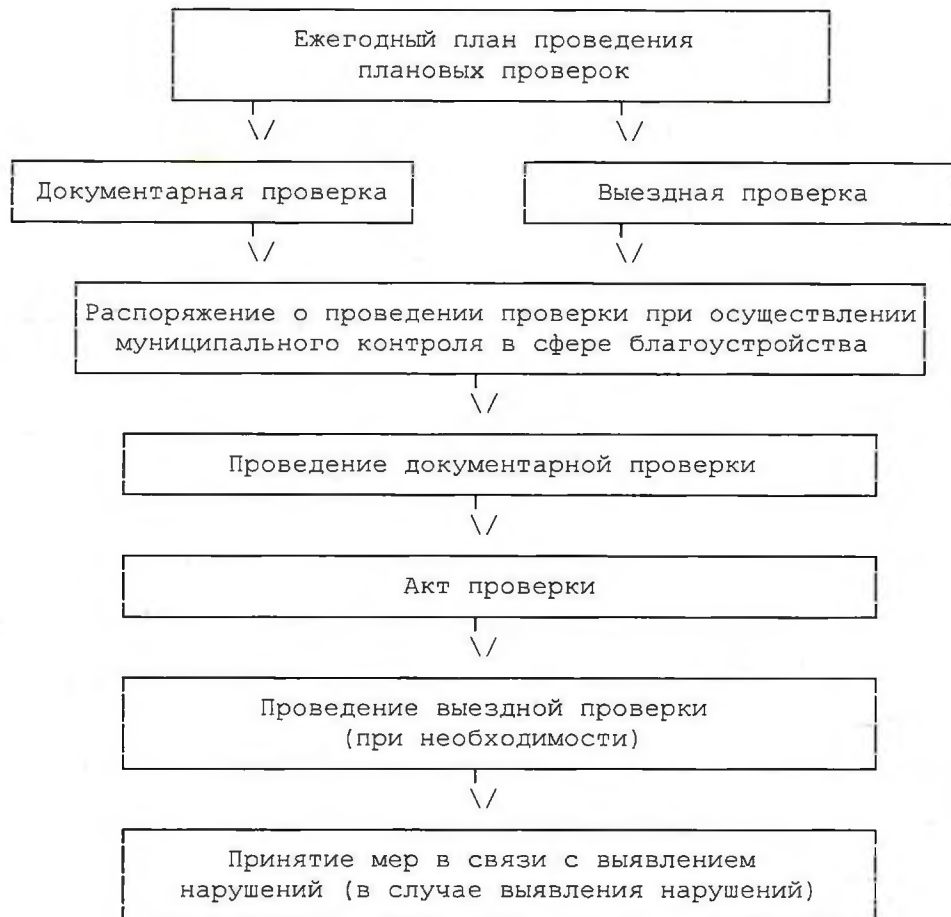 Ежегодный план проведения
плановых проверок
Документарная проверка
Выездная проверка
Распоряжение о проведении проверки при осуществлении
муниципального контроля в сфере благоустройства
Проведение документарной проверки
Акт проверки
Проведение выездной проверки
(при необходимости)
Принятие мер в связи с выявлением
нарушений (в случае выявления нарушений)